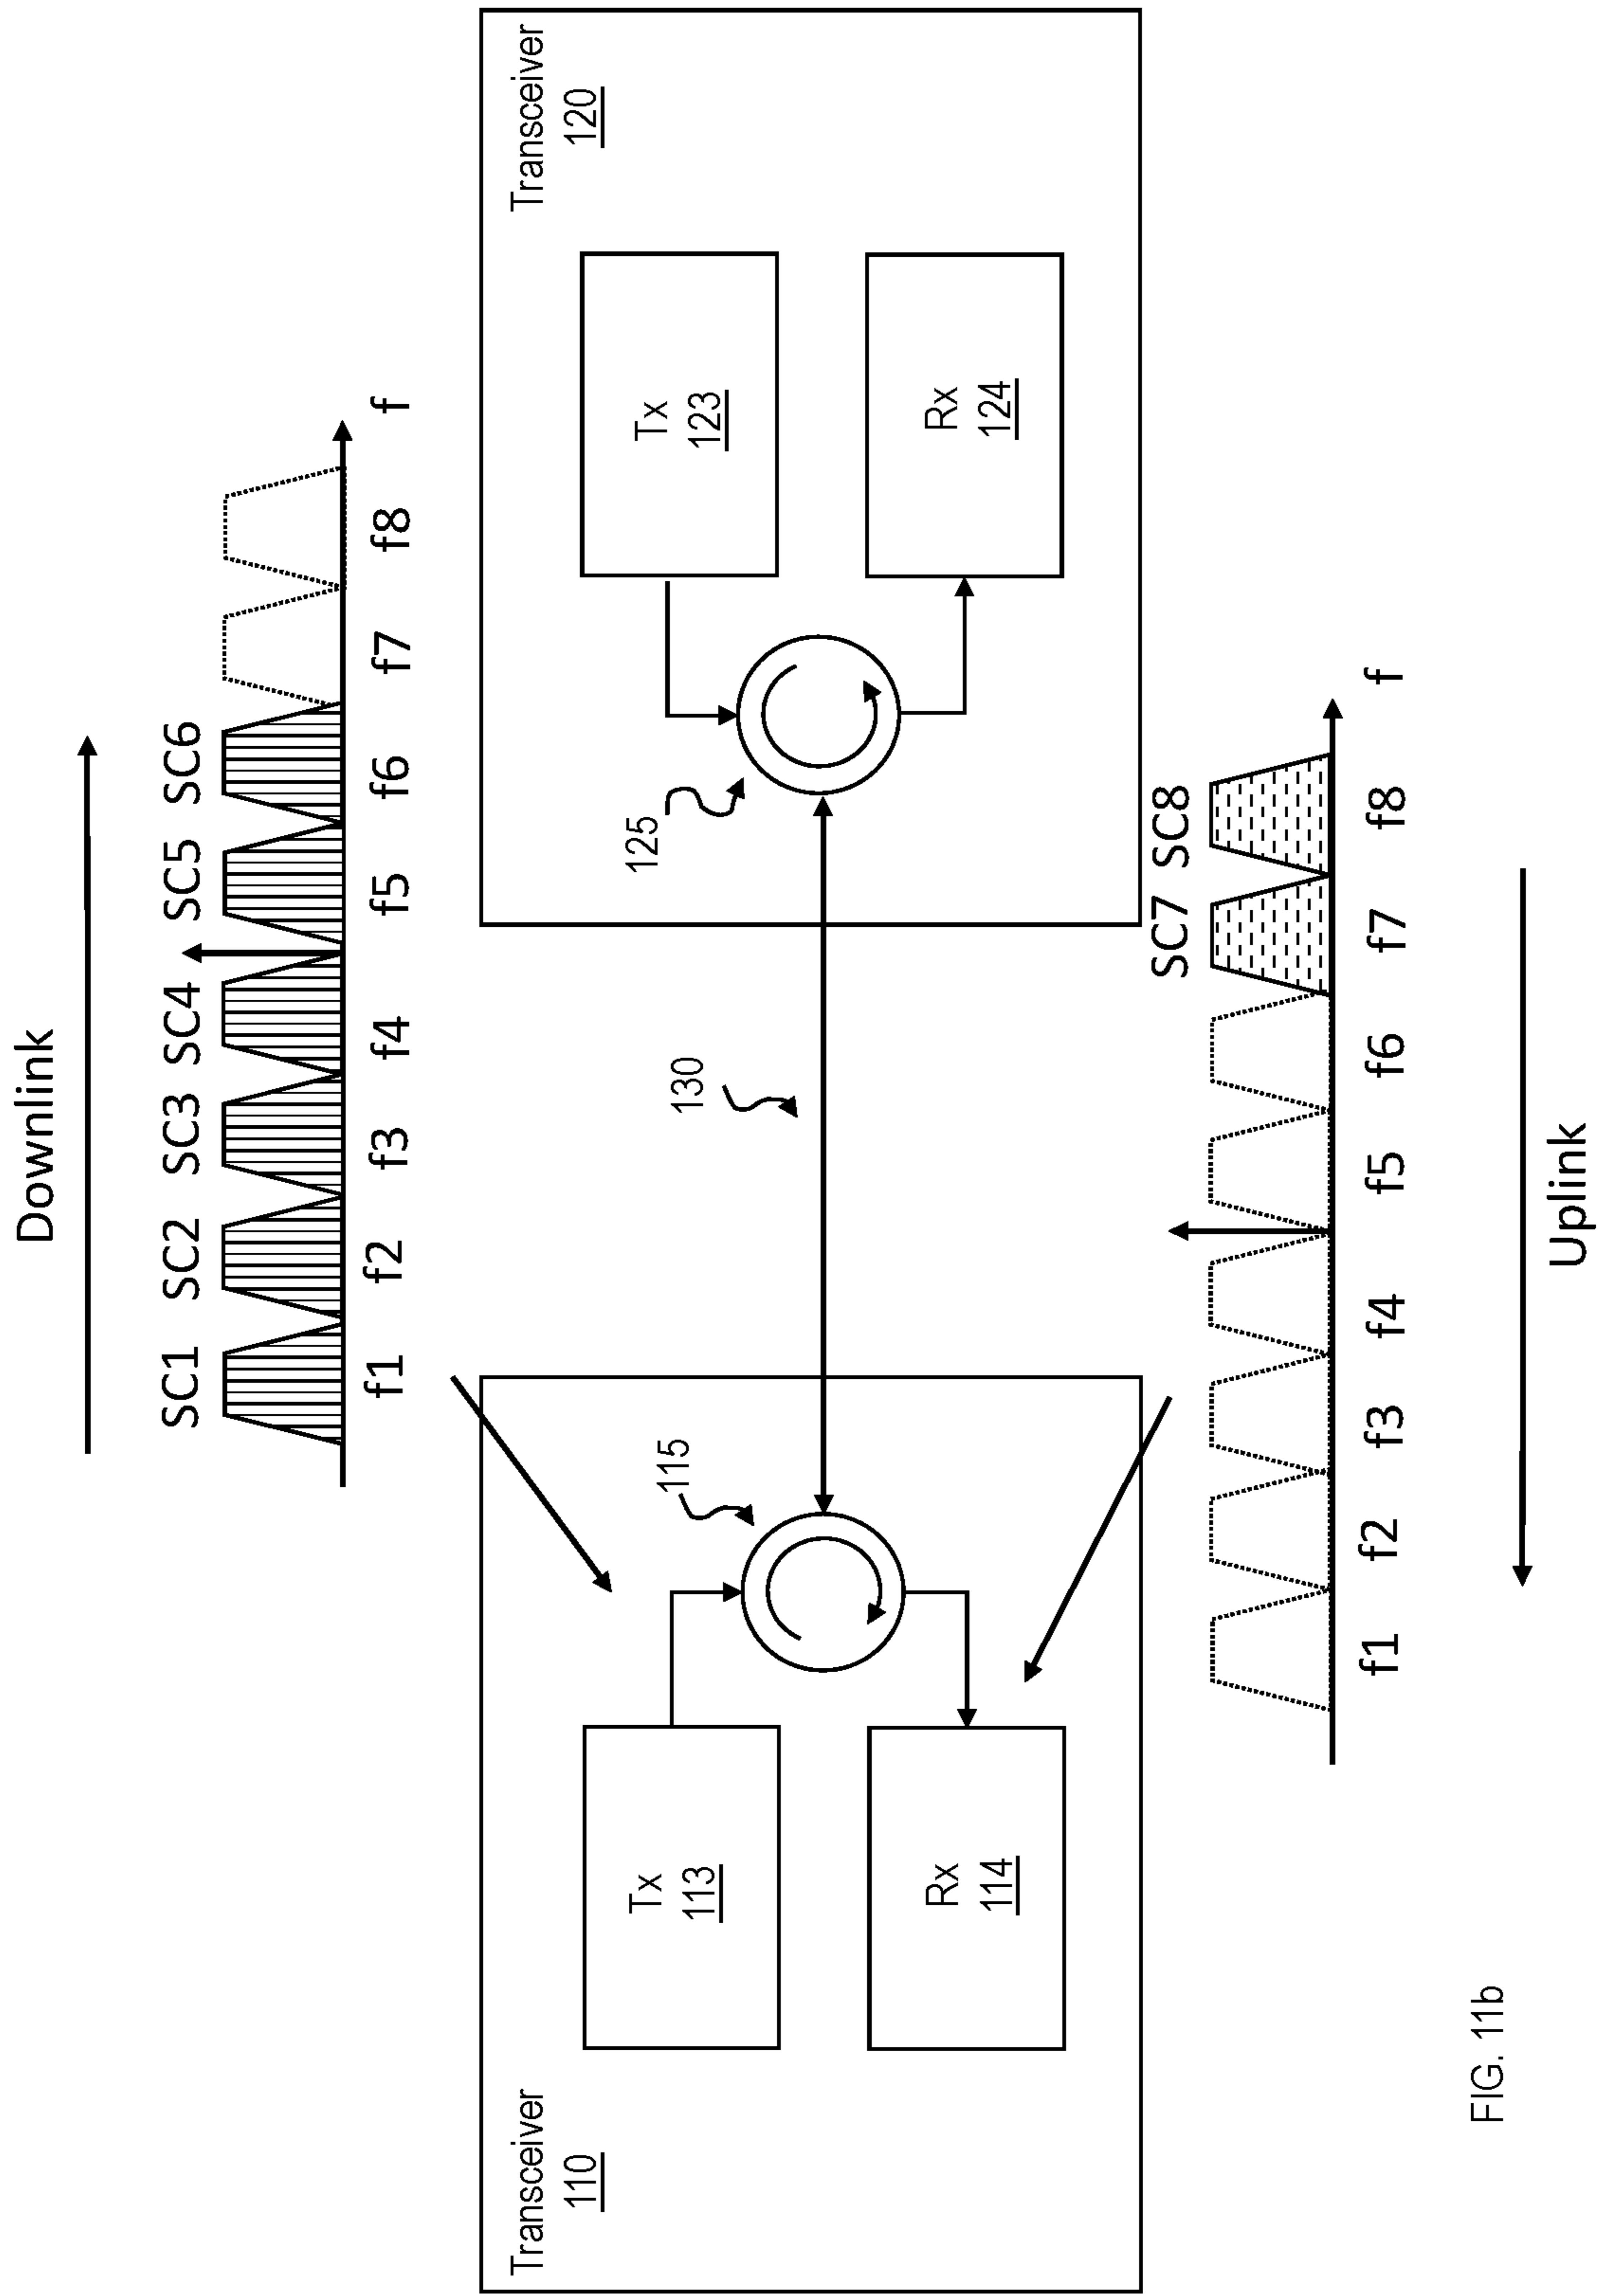 Downlink
SC1 SC2 SC3 SC4 SC5 SC6
f1 f2 f3 f4 f5 f6 f7 f8 f
Transceiver
110
Tx
113
Rx
114
115
130
125
Transceiver
120
Tx
123
Rx
124
SC7 SC8
f1 f2 f3 f4 f5 f6 f7 f8 f
Uplink
FIG. 11b